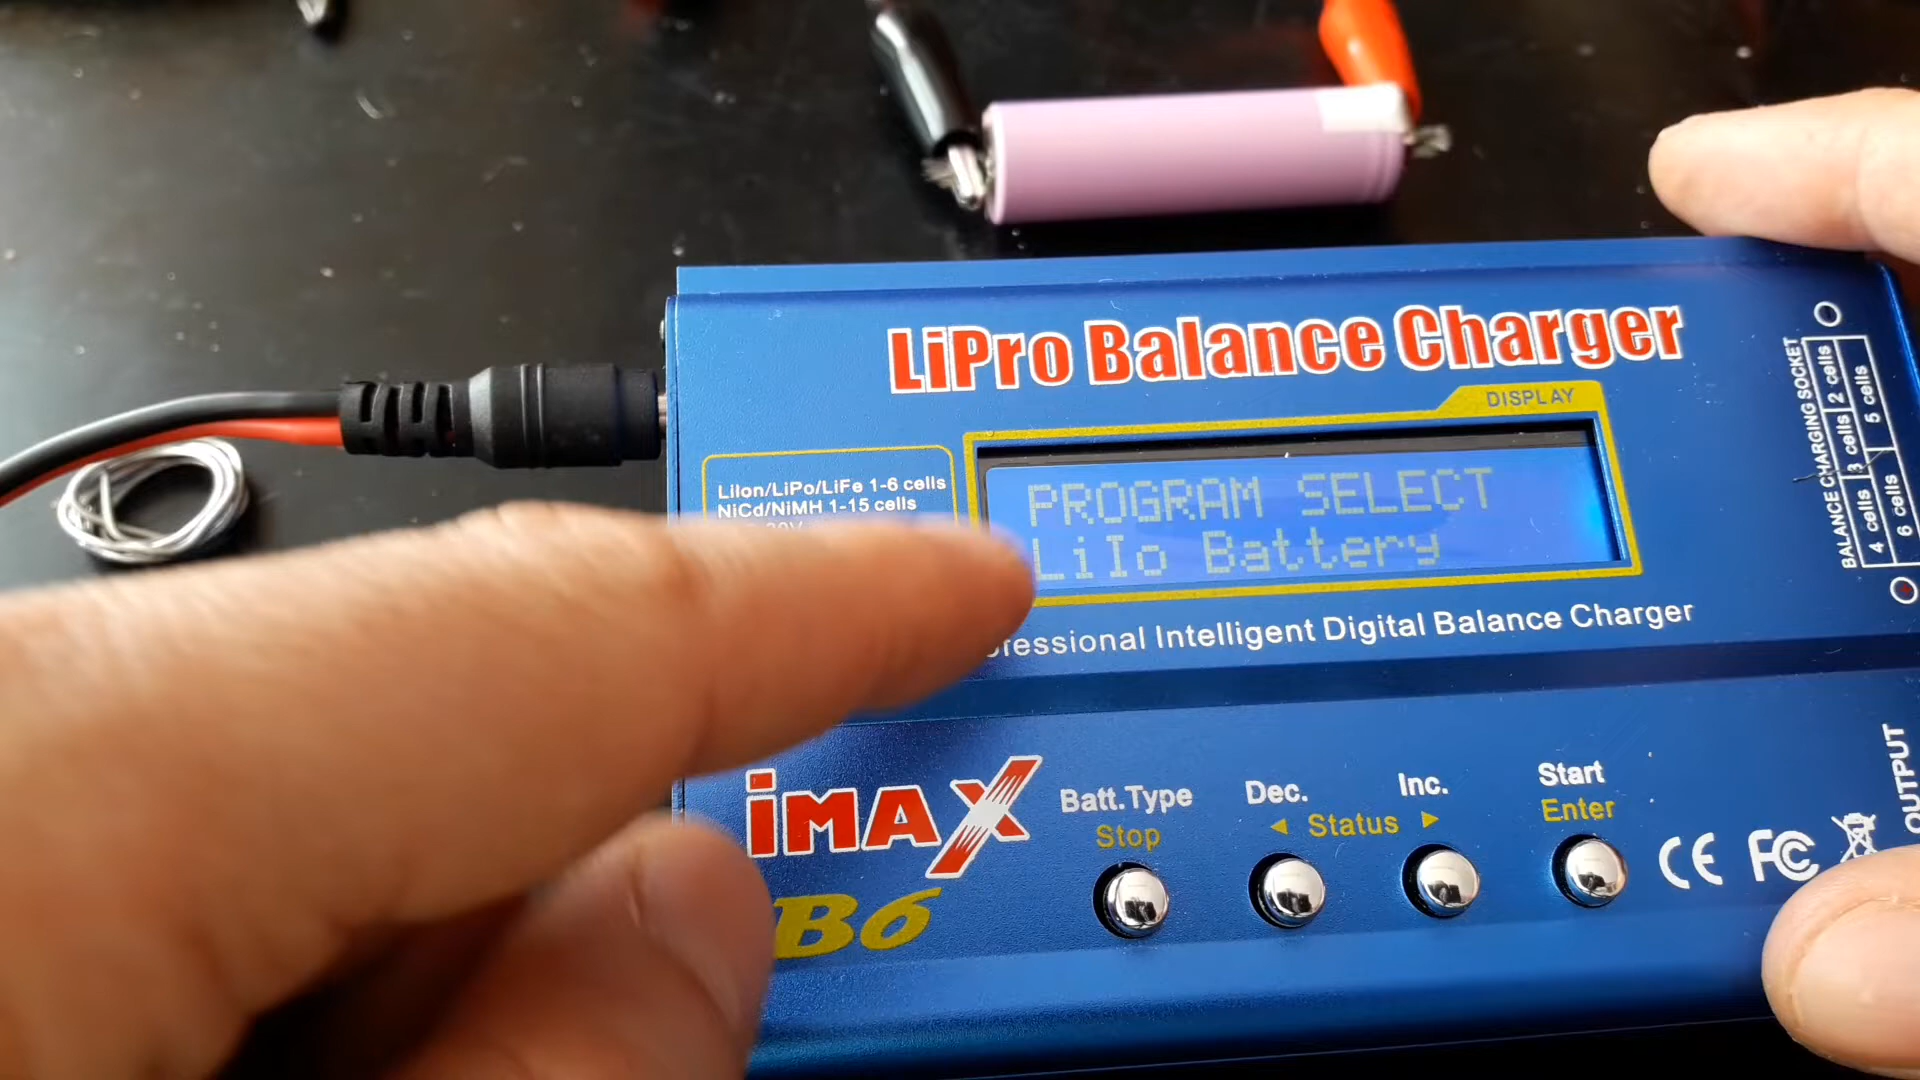 LiPro Balance Charger
DISPLAY
LiIon/LiPo/LiFe 1-6 cells
NiCd/NiMH 1-15 cells
PROGRAM SELECT
LiIo Battery
Intelligent Digital Balance Charger
BALANCE CHARGING SOCKET
2 cells
3 cells
4 cells
5 cells
6 cells
iMAX
B6
Batt.Type
Stop
Dec.
Inc.
◄ Status ►
Start
Enter
CE FC
OUTPUT